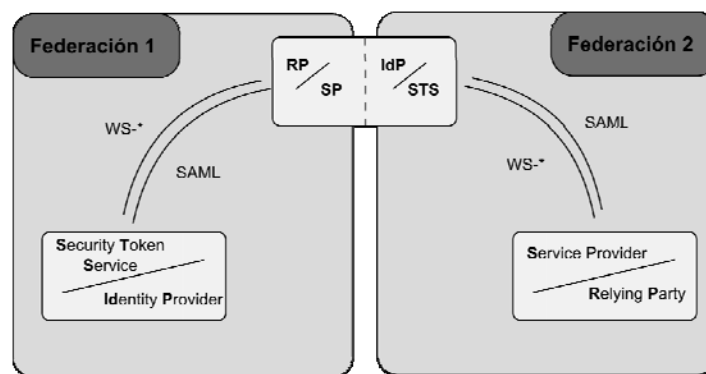 Federación 1
Federación 2
RP
SP
IdP
STS
WS-*
SAML
SAML
WS-*
Security Token
Service
Identity Provider
Service Provider
Relying Party